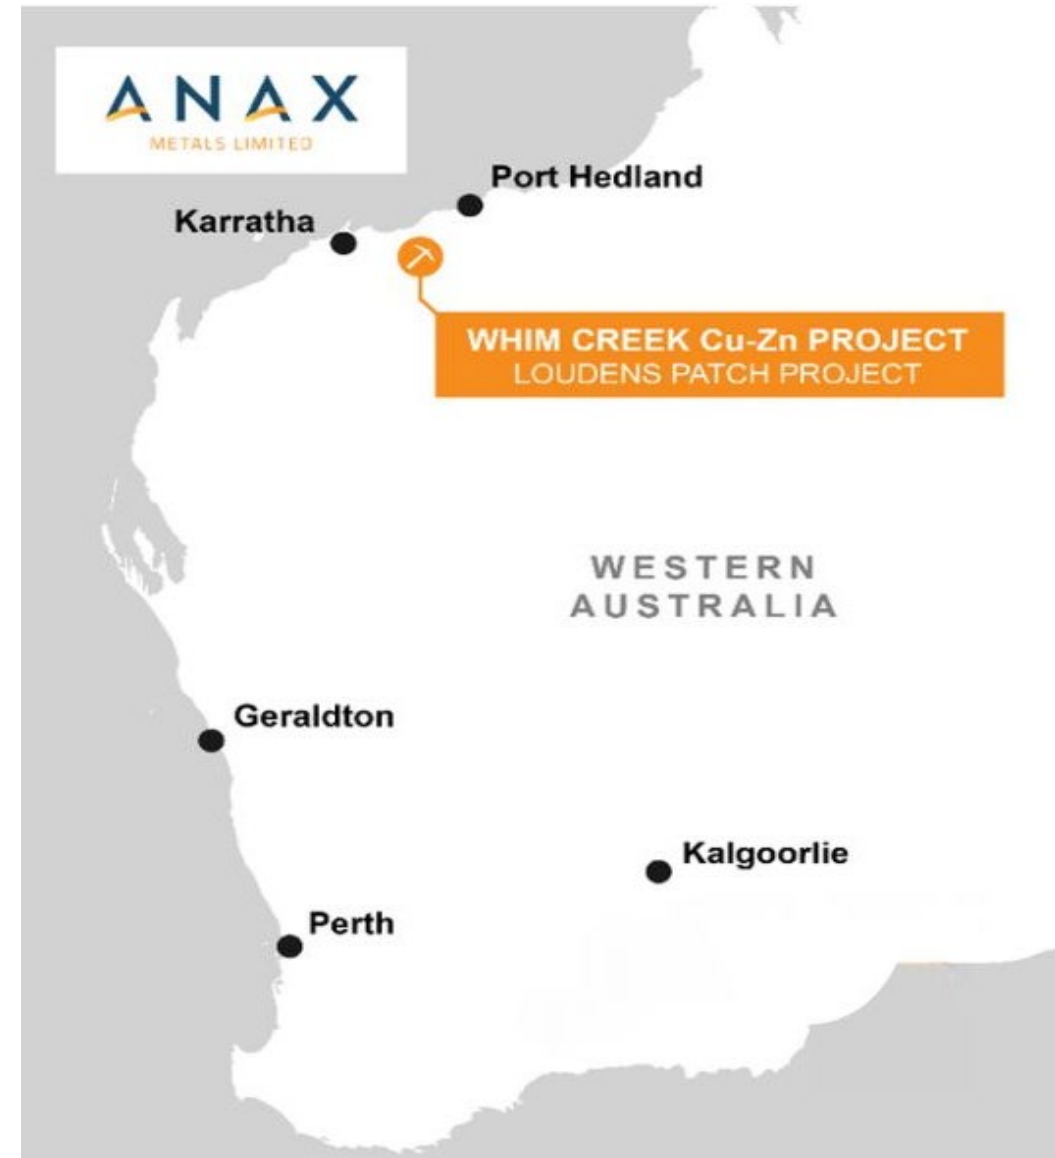 ANAX
METALS LIMITED
Port Hedland
Karratha
WHIM CREEK Cu-Zn PROJECT
LOUDENS PATCH PROJECT
WESTERN
AUSTRALIA
Geraldton
Kalgoorlie
Perth